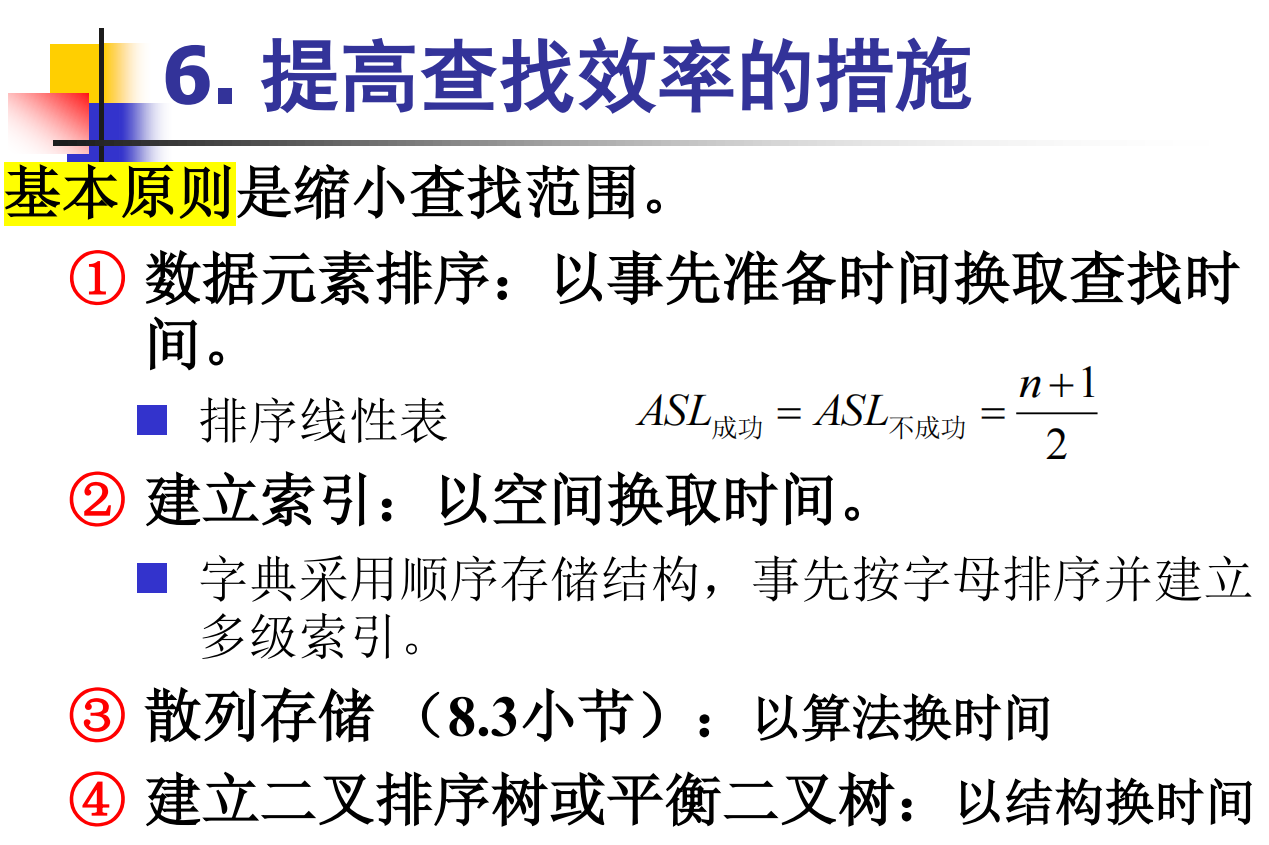 6. 提高查找效率的措施
基本原则是缩小查找范围。
① 数据元素排序：以事先准备时间换取查找时
间。
■ 排序线性表 ASL成功 = ASL不成功 = (n+1)/2
② 建立索引：以空间换取时间。
■ 字典采用顺序存储结构，事先按字母排序并建立
多级索引。
③ 散列存储（8.3小节）：以算法换时间
④ 建立二叉排序树或平衡二叉树：以结构换时间